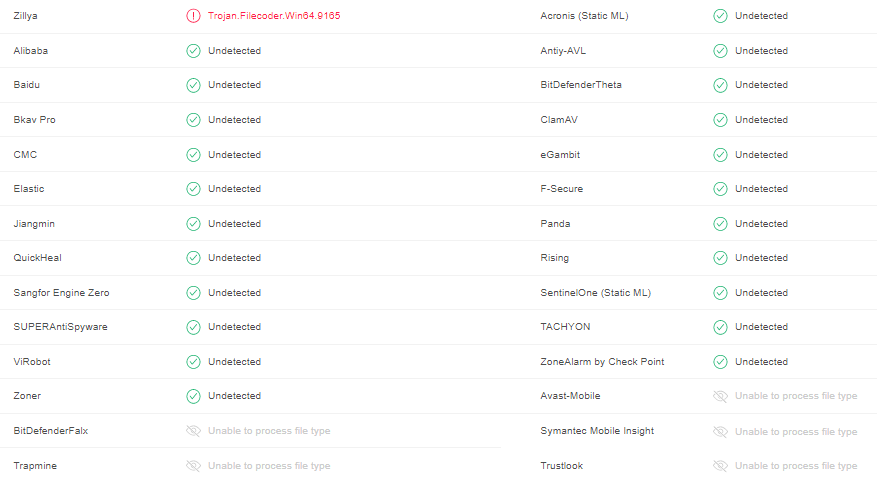 Zillya Trojan.Filecoder.Win64.9165 Acronis (Static ML) Undetected
Alibaba Undetected Antiy-AVL Undetected
Baidu Undetected BitDefenderTheta Undetected
Bkav Pro Undetected ClamAV Undetected
CMC Undetected eGambit Undetected
Elastic Undetected F-Secure Undetected
Jiangmin Undetected Panda Undetected
QuickHeal Undetected Rising Undetected
Sangfor Engine Zero Undetected SentinelOne (Static ML) Undetected
SUPERAntiSpyware Undetected TACHYON Undetected
ViRobot Undetected ZoneAlarm by Check Point Undetected
Zoner Undetected Avast-Mobile Unable to process file type
BitDefenderFalx Unable to process file type Symantec Mobile Insight Unable to process file type
Trapmine Unable to process file type Trustlook Unable to process file type